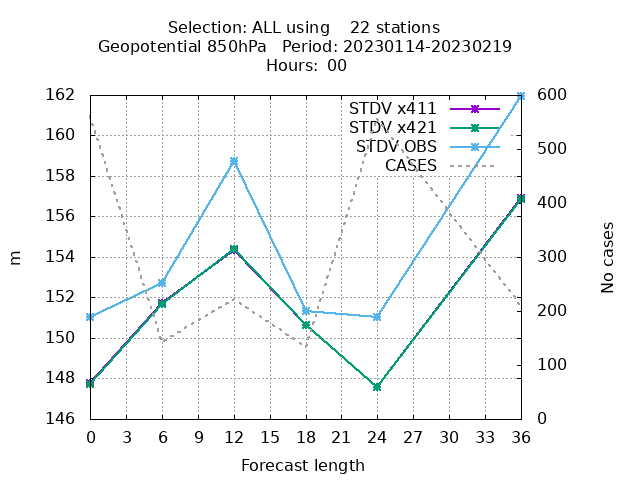 Selection: ALL using    22 stations
Geopotential 850hPa   Period: 20230114-20230219
Hours:  00
162
160
158
156
154
152
150
148
146
m
STDV x411
STDV x421
STDV OBS
CASES
600
500
400
300
200
100
0
No cases
0 3 6 9 12 15 18 21 24 27 30 33 36
Forecast length